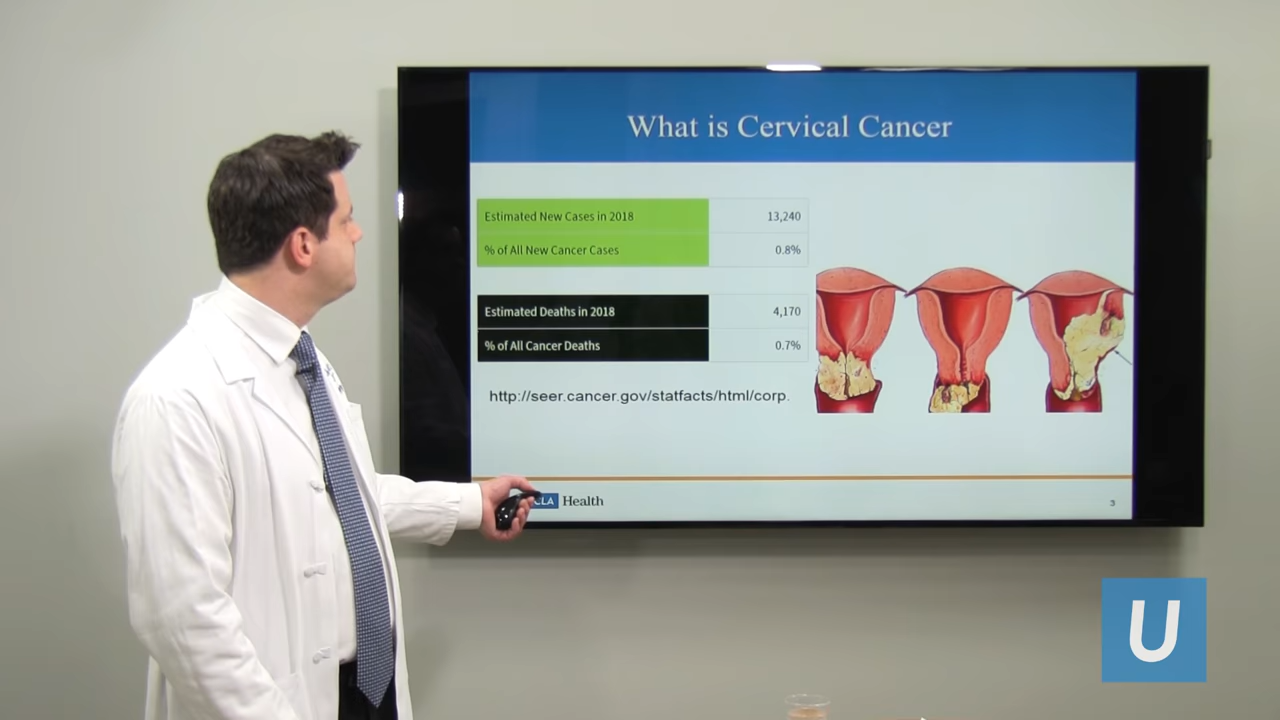 What is Cervical Cancer
Estimated New Cases in 2018 13,240
% of All New Cancer Cases 0.8%
Estimated Deaths in 2018 4,170
% of All Cancer Deaths 0.7%
http://seer.cancer.gov/statfacts/html/corp.
CLA Health
3
U